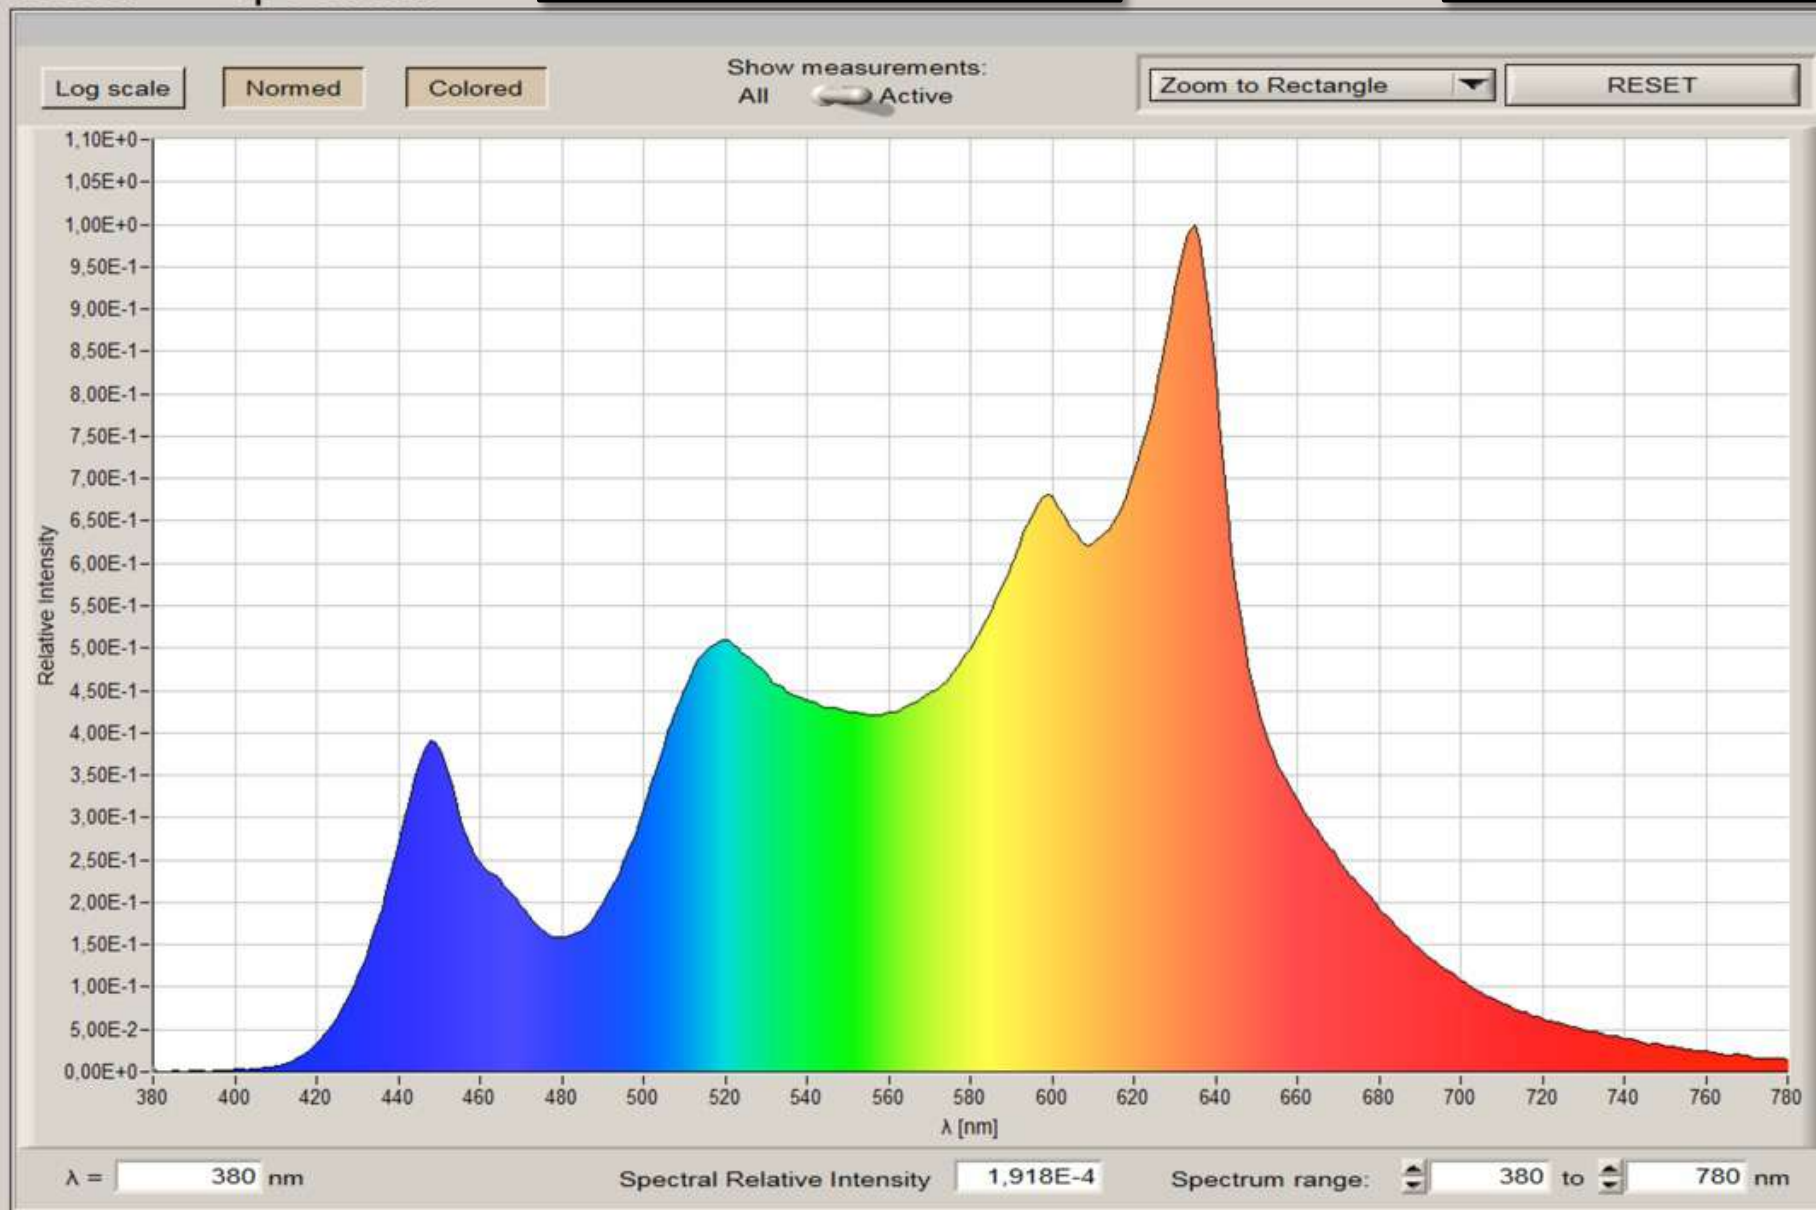 Log scale
Normed
Colored
Show measurements:
All Active
Zoom to Rectangle
RESET
1,10E+0
1,05E+0
1,00E+0
9,50E-1
9,00E-1
8,50E-1
8,00E-1
7,50E-1
7,00E-1
6,50E-1
6,00E-1
5,50E-1
5,00E-1
4,50E-1
4,00E-1
3,50E-1
3,00E-1
2,50E-1
2,00E-1
1,50E-1
1,00E-1
5,00E-2
0,00E+0
Relative Intensity
380 400 420 440 460 480 500 520 540 560 580 600 620 640 660 680 700 720 740 760 780
λ [nm]
λ = 380 nm
Spectral Relative Intensity 1,918E-4
Spectrum range: 380 to 780 nm